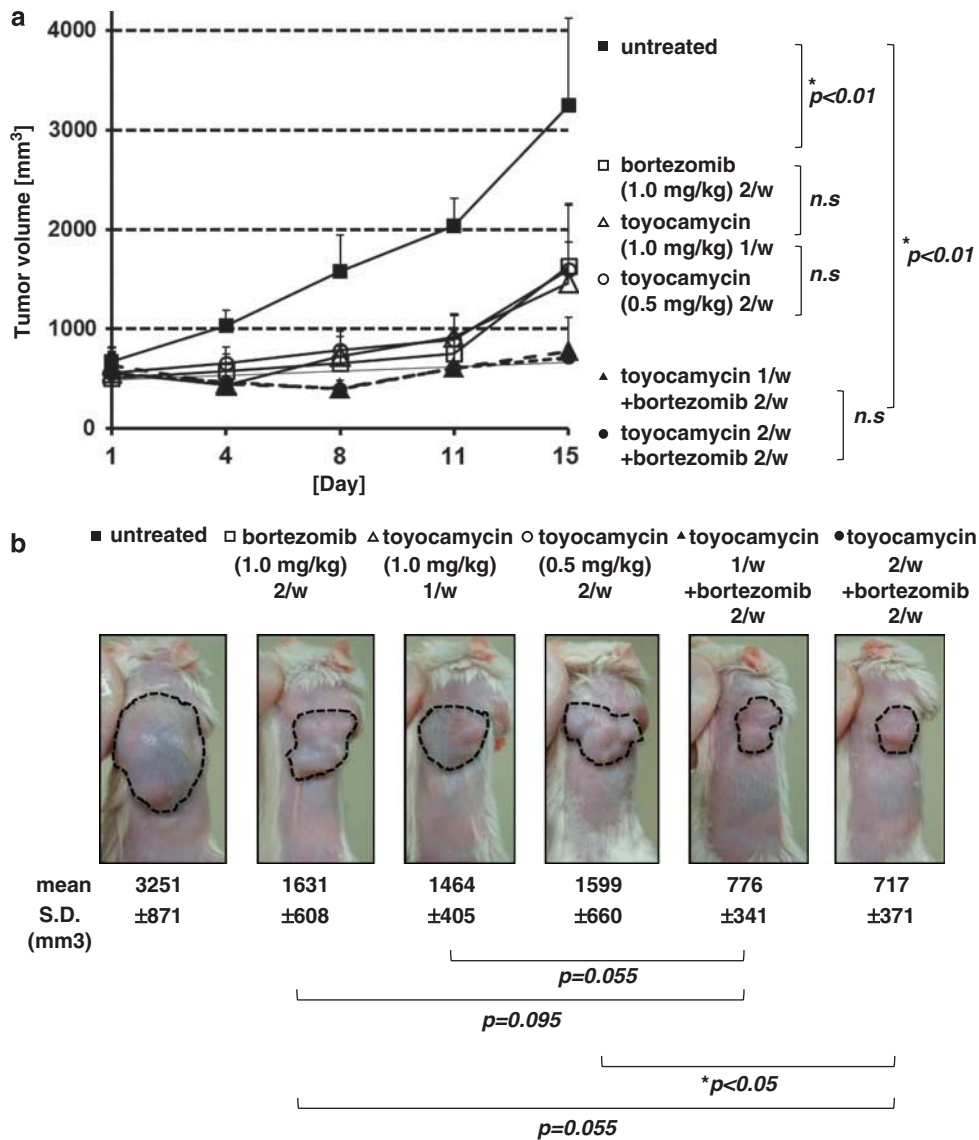 a
4000
3000
2000
1000
0
Tumor volume [mm³]
1 4 8 11 15
[Day]
untreated
*p<0.01
bortezomib
(1.0 mg/kg) 2/w
n.s
toyocamycin
(1.0 mg/kg) 1/w
n.s
*p<0.01
toyocamycin
(0.5 mg/kg) 2/w
toyocamycin 1/w
+bortezomib 2/w
n.s
toyocamycin 2/w
+bortezomib 2/w
b
untreated
bortezomib
(1.0 mg/kg)
2/w
toyocamycin
(1.0 mg/kg)
1/w
toyocamycin
(0.5 mg/kg)
2/w
toyocamycin
1/w
+bortezomib
2/w
toyocamycin
2/w
+bortezomib
2/w
mean 3251 1631 1464 1599 776 717
S.D. ±871 ±608 ±405 ±660 ±341 ±371
(mm3)
p=0.055
p=0.095
*p<0.05
p=0.055